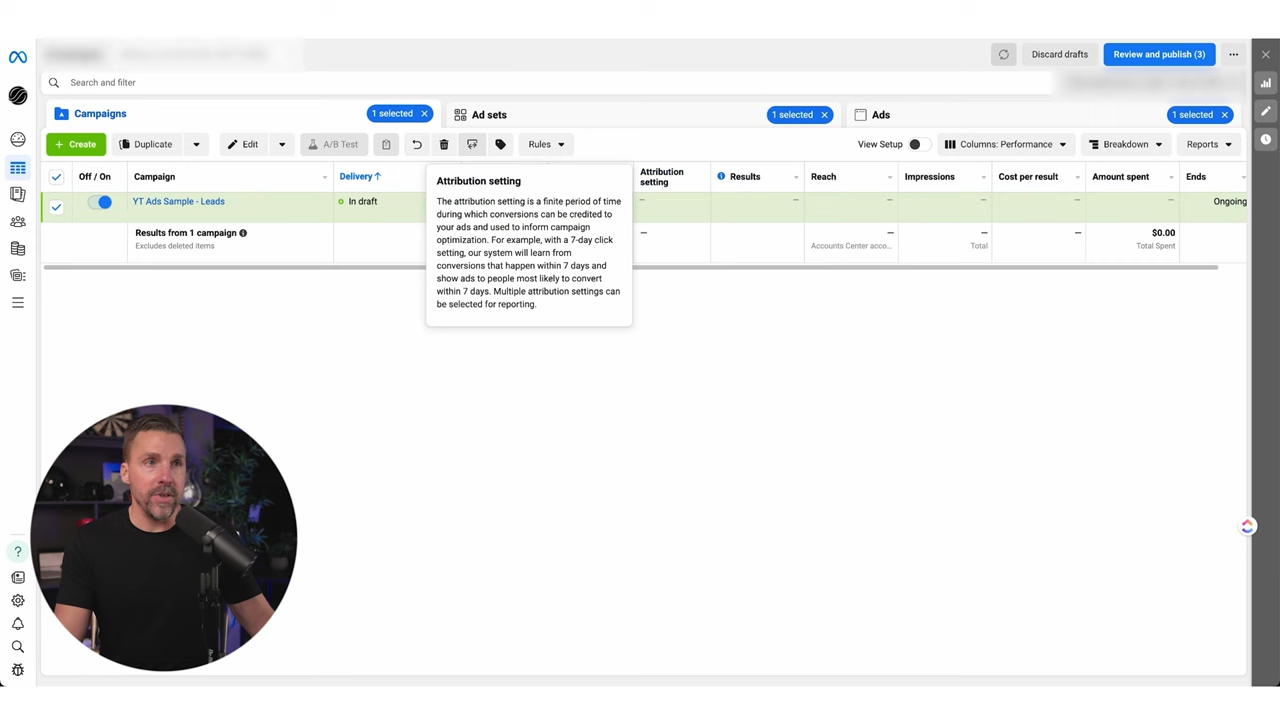 Discard drafts
Review and publish (3)
Search and filter
Campaigns
1 selected
Ad sets
1 selected
Ads
1 selected
+ Create
Duplicate
Edit
A/B Test
Rules
View Setup
Columns: Performance
Breakdown
Reports
Off / On
Campaign
Delivery ↑
Attribution setting
Results
Reach
Impressions
Cost per result
Amount spent
Ends
YT Ads Sample - Leads
In draft
—
—
—
—
—
—
Ongoing
Results from 1 campaign
Excludes deleted items
—
—
Accounts Center acco...
—
Total
—
$0.00
Total Spent
Attribution setting
The attribution setting is a finite period of time
during which conversions can be credited to
your ads and used to inform campaign
optimization. For example, with a 7-day click
setting, our system will learn from
conversions that happen within 7 days and
show ads to people most likely to convert
within 7 days. Multiple attribution settings can
be selected for reporting.